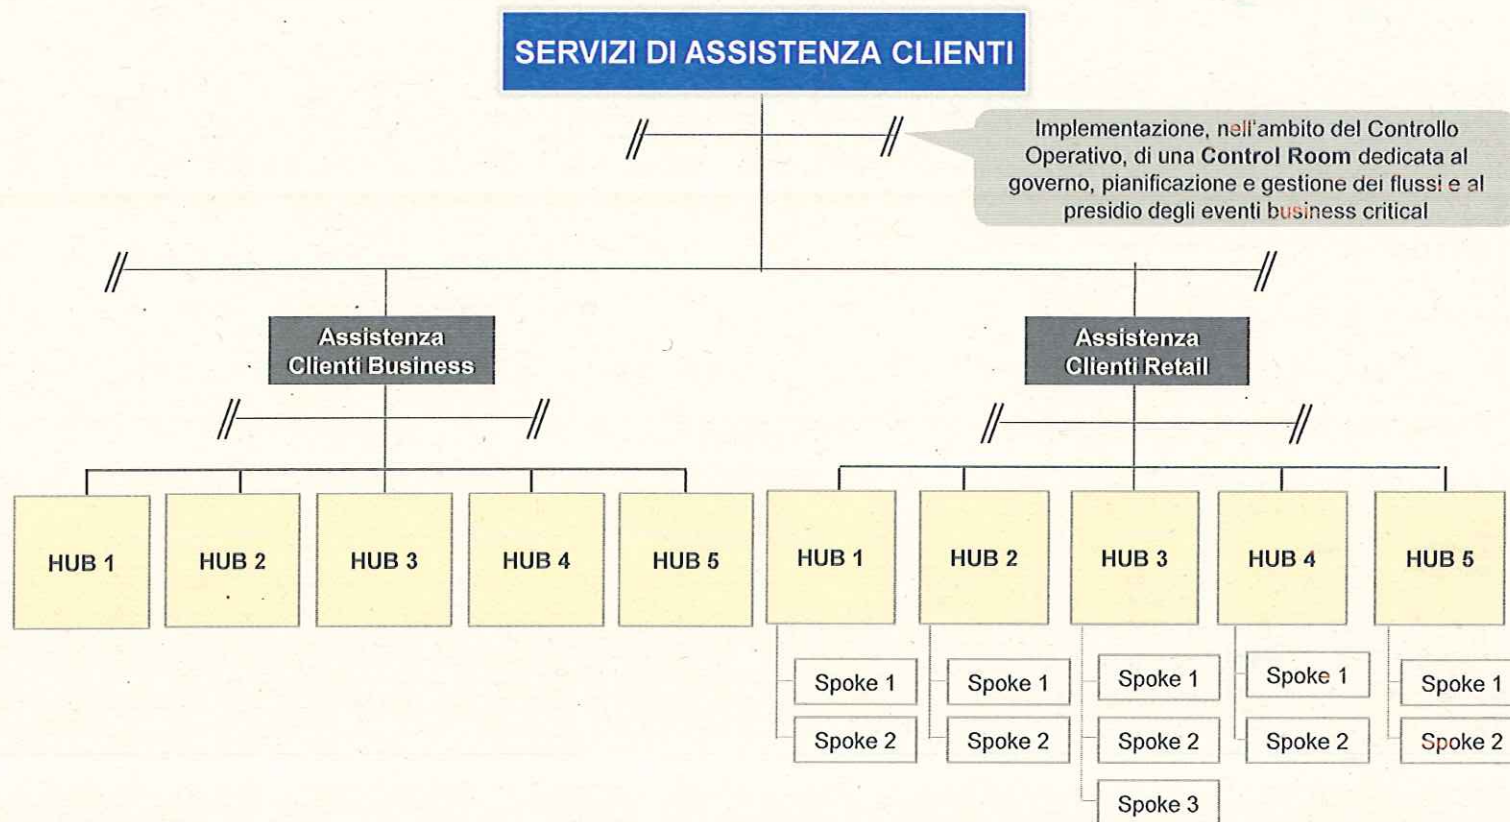 SERVIZI DI ASSISTENZA CLIENTI
Implementazione, nell'ambito del Controllo
Operativo, di una Control Room dedicata al
governo, pianificazione e gestione dei flussi e al
presidio degli eventi business critical
Assistenza
Clienti Business
Assistenza
Clienti Retail
HUB 1
HUB 2
HUB 3
HUB 4
HUB 5
HUB 1
HUB 2
HUB 3
HUB 4
HUB 5
Spoke 1
Spoke 1
Spoke 1
Spoke 1
Spoke 1
Spoke 2
Spoke 2
Spoke 2
Spoke 2
Spoke 2
Spoke 3